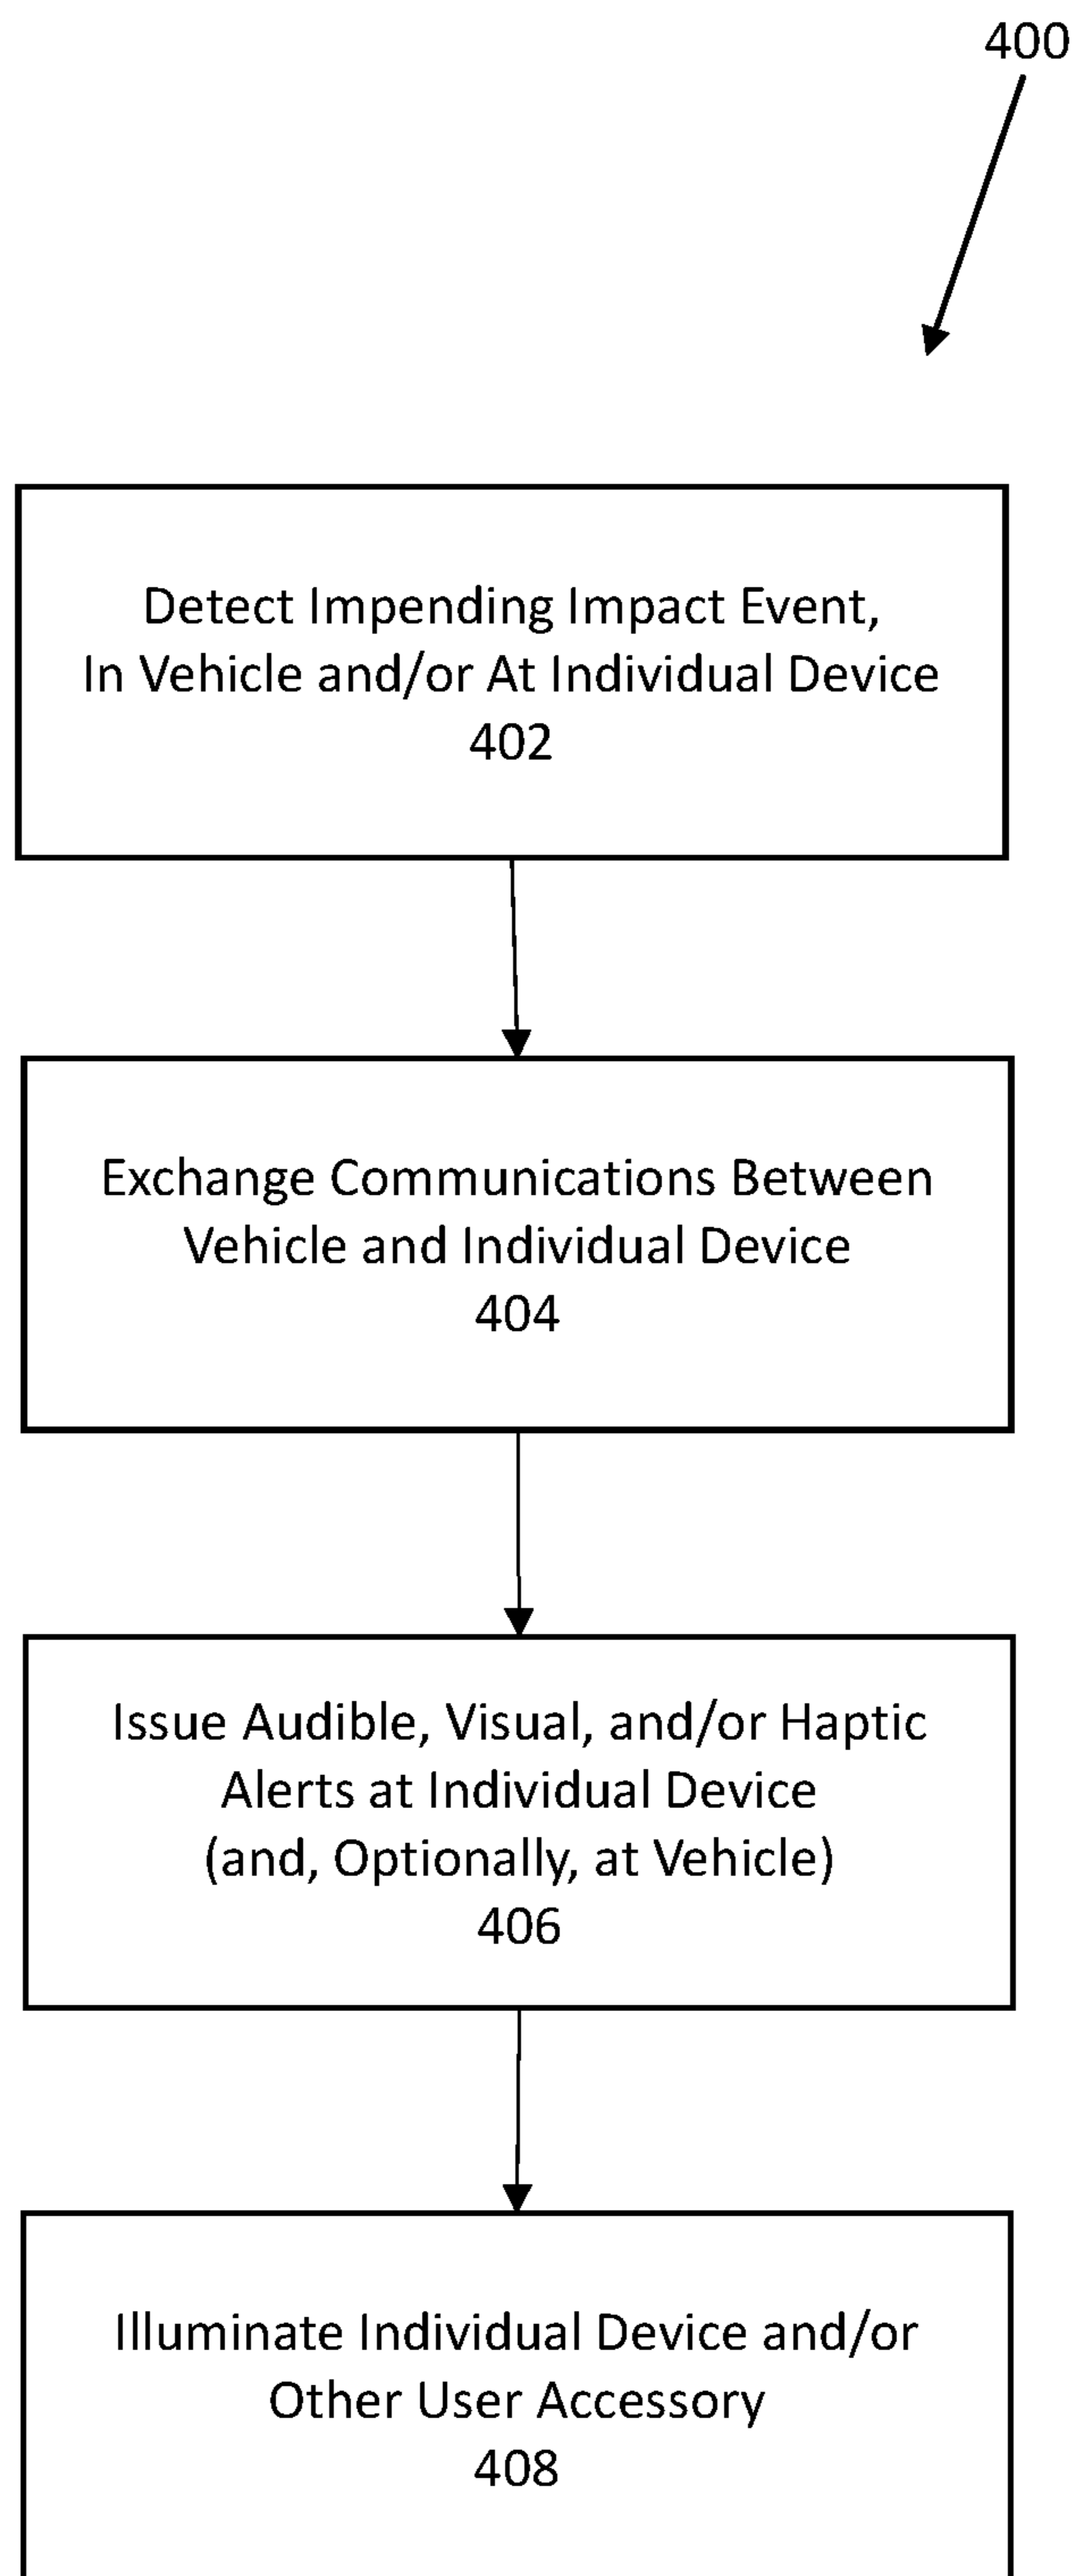 400
Detect Impending Impact Event,
In Vehicle and/or At Individual Device
402
Exchange Communications Between
Vehicle and Individual Device
404
Issue Audible, Visual, and/or Haptic
Alerts at Individual Device
(and, Optionally, at Vehicle)
406
Illuminate Individual Device and/or
Other User Accessory
408